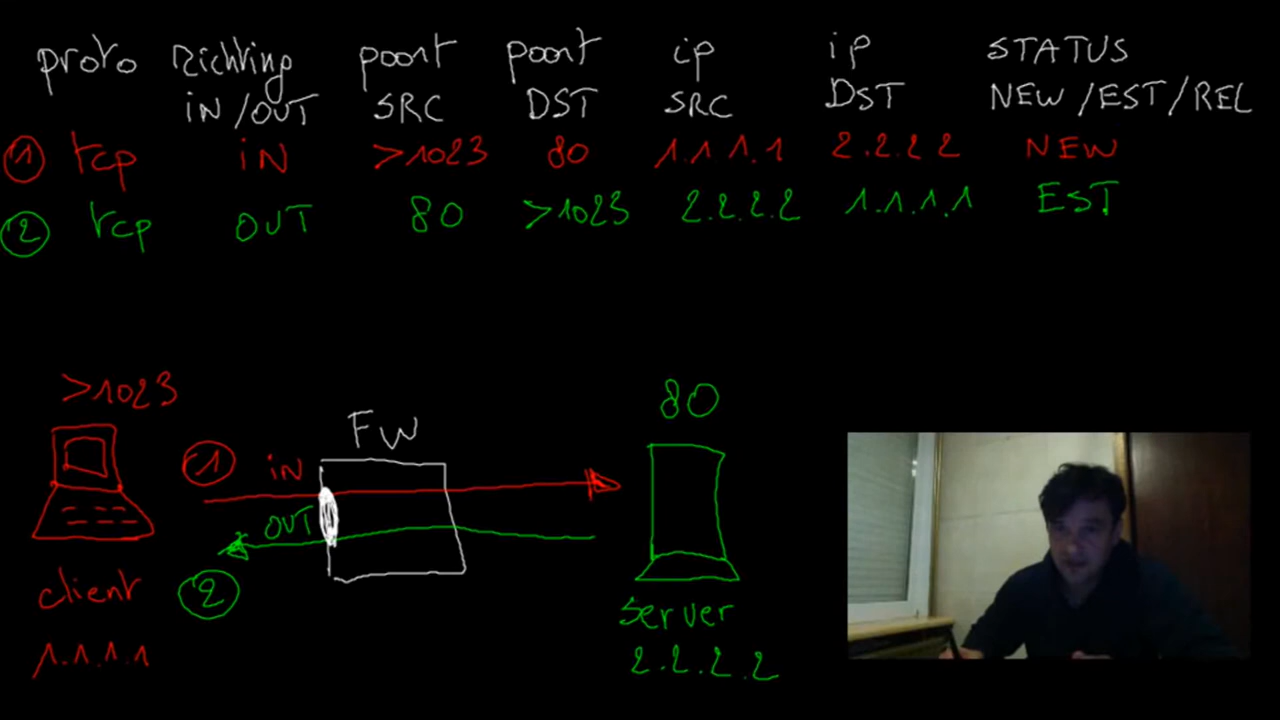 proto Richting poort poort ip ip STATUS
IN/OUT SRC DST SRC DST NEW/EST/REL
1 tcp IN >1023 80 1.1.1.1 2.2.2.2 NEW
2 tcp OUT 80 >1023 2.2.2.2 1.1.1.1 EST
>1023
80
FW
1 IN
OUT
2
client
server
1.1.1.1
2.2.2.2